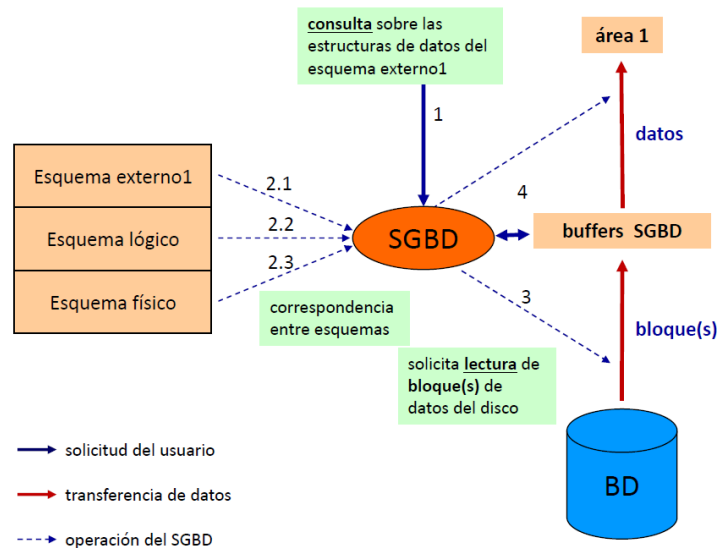 consulta sobre las
estructuras de datos del
esquema externo1
área 1
1
datos
Esquema externo1
2.1
4
Esquema lógico
2.2
SGBD
buffers SGBD
2.3
Esquema físico
3
correspondencia
entre esquemas
bloque(s)
solicita lectura de
bloque(s) de
datos del disco
solicitud del usuario
BD
transferencia de datos
operación del SGBD